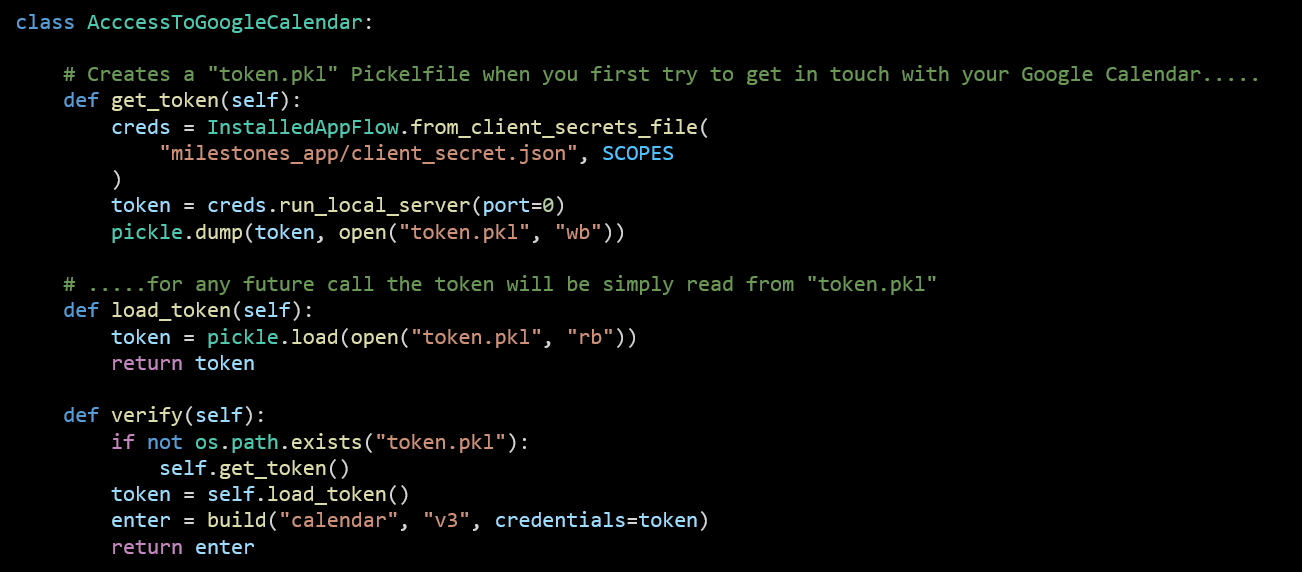 class AcccessToGoogleCalendar:
    # Creates a "token.pkl" Pickelfile when you first try to get in touch with your Google Calendar.....
    def get_token(self):
        creds = InstalledAppFlow.from_client_secrets_file(
            "milestones_app/client_secret.json", SCOPES
        )
        token = creds.run_local_server(port=0)
        pickle.dump(token, open("token.pkl", "wb"))
    # .....for any future call the token will be simply read from "token.pkl"
    def load_token(self):
        token = pickle.load(open("token.pkl", "rb"))
        return token
    def verify(self):
        if not os.path.exists("token.pkl"):
            self.get_token()
        token = self.load_token()
        enter = build("calendar", "v3", credentials=token)
        return enter